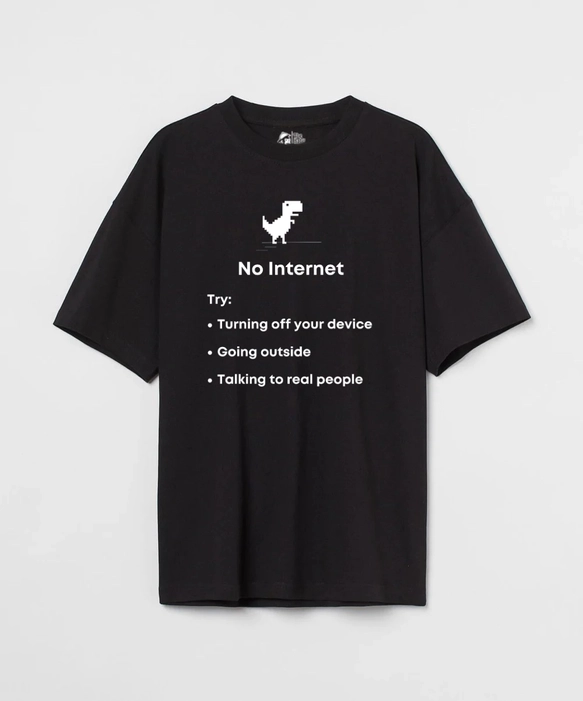 No Internet
Try:
• Turning off your device
• Going outside
• Talking to real people